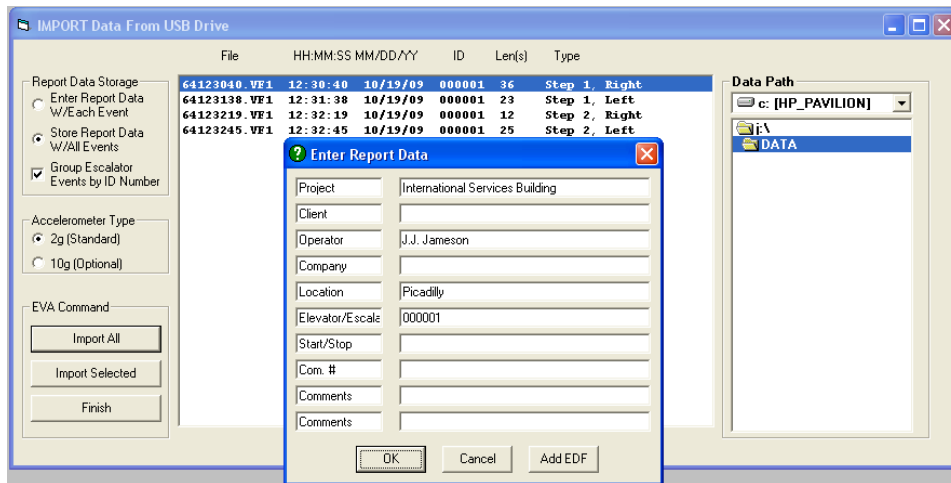 IMPORT Data From USB Drive
File HH:MM:SS MM/DD/YY ID Len(s) Type
Report Data Storage
Enter Report Data
W/Each Event
Store Report Data
W/All Events
Group Escalator
Events by ID Number
Accelerometer Type
2g (Standard)
10g (Optional)
EVA Command
Import All
Import Selected
Finish
64123040.VF1 12:30:40 10/19/09 000001 36 Step 1, Right
64123138.VF1 12:31:38 10/19/09 000001 23 Step 1, Left
64123219.VF1 12:32:19 10/19/09 000001 12 Step 2, Right
64123245.VF1 12:32:45 10/19/09 000001 25 Step 2, Left
Data Path
c: [HP_PAVILION]
j:\
DATA
Enter Report Data
Project International Services Building
Client
Operator J.J. Jameson
Company
Location Picadilly
Elevator/Escala 000001
Start/Stop
Com. #
Comments
Comments
OK Cancel Add EDF